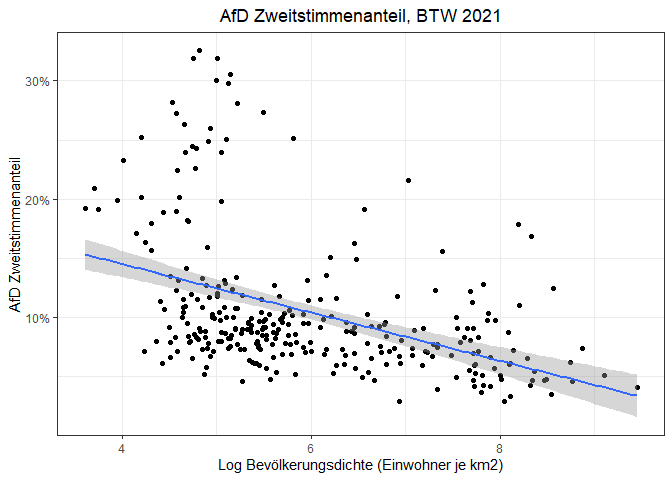 AfD Zweitstimmenanteil, BTW 2021
AfD Zweitstimmenanteil
30%
20%
10%
4 6 8
Log Bevölkerungsdichte (Einwohner je km2)